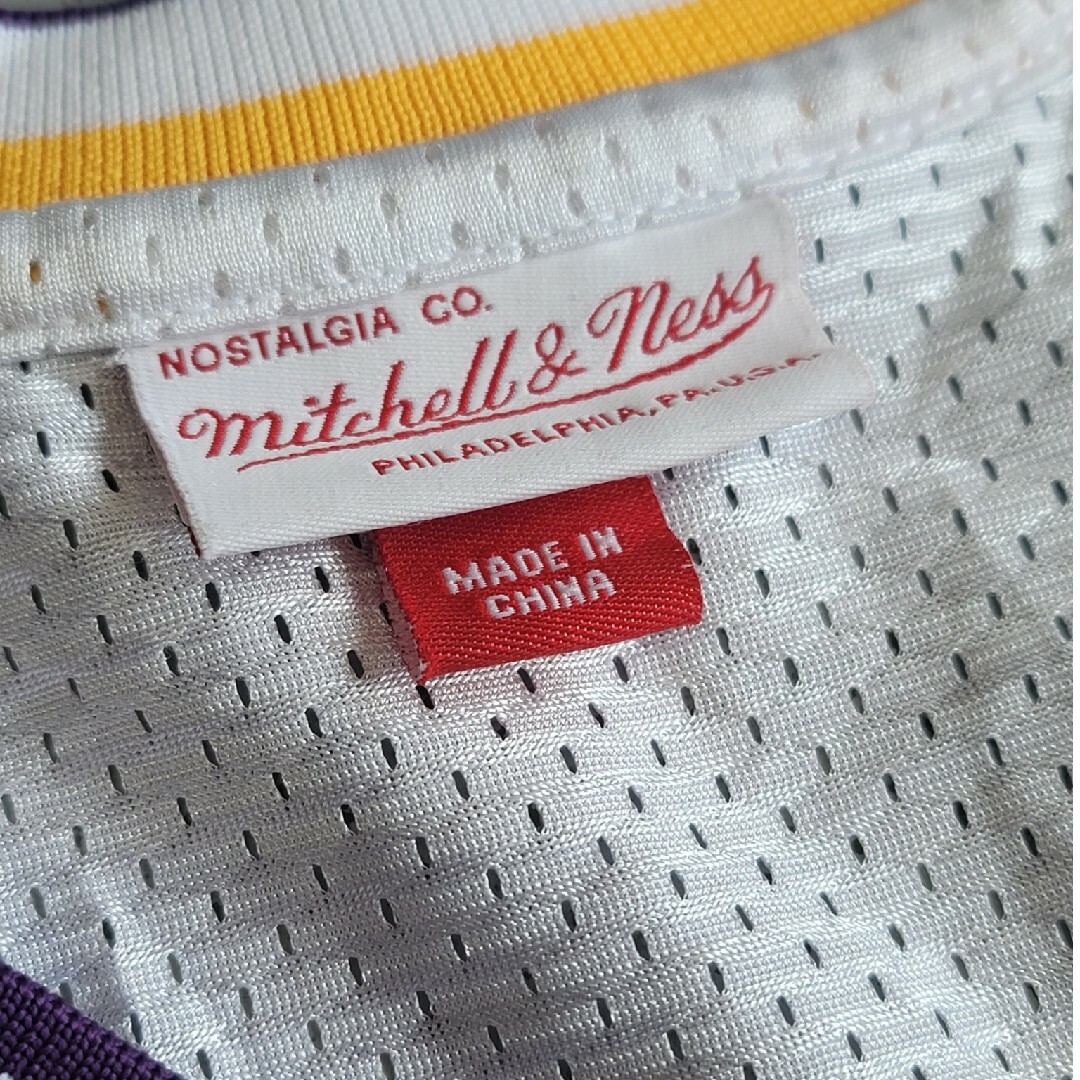 NOSTALGIA CO.
Mitchell & Ness
PHILADELPHIA, PA. U.S.A.
MADE IN
CHINA